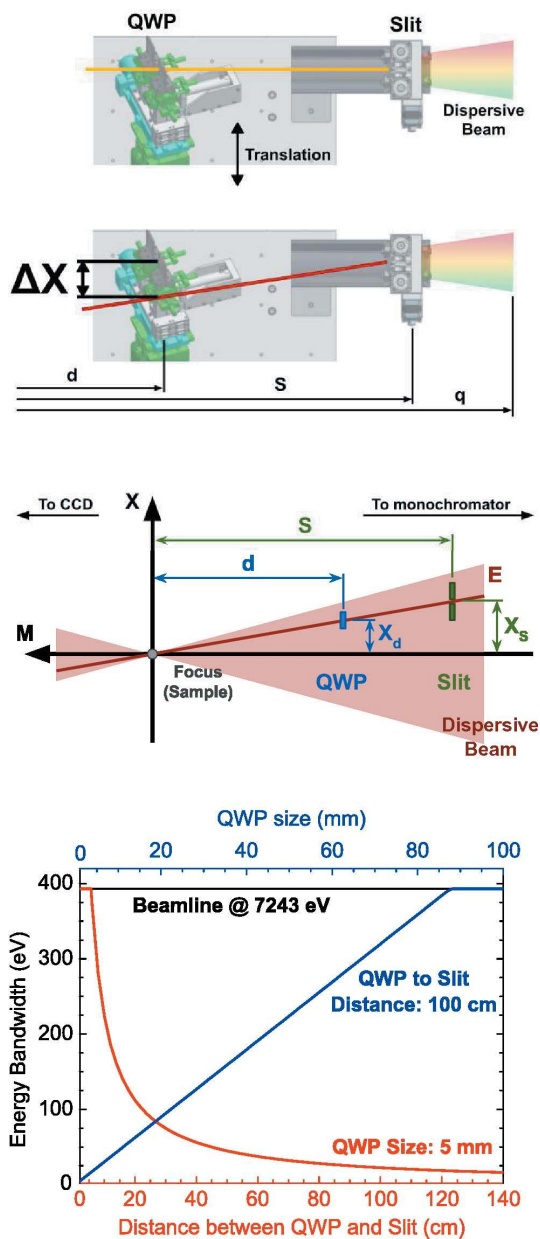 QWP
Slit
Dispersive
Beam
Translation
ΔX
d
S
q
To CCD
X
To monochromator
S
d
E
M
X_d
X_s
Focus
(Sample)
QWP
Slit
Dispersive
Beam
QWP size (mm)
0 20 40 60 80 100
400
Beamline @ 7243 eV
300
QWP to Slit
Distance: 100 cm
200
Energy Bandwidth (eV)
100
QWP Size: 5 mm
0
0 20 40 60 80 100 120 140
Distance between QWP and Slit (cm)